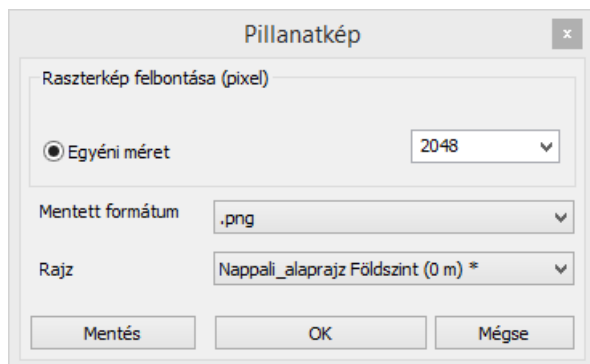 Pillanatkép
x
Raszterkép felbontása (pixel)
Egyéni méret 2048
Mentett formátum .png
Rajz Nappali_alaprajz Földszint (0 m) *
Mentés OK Mégse